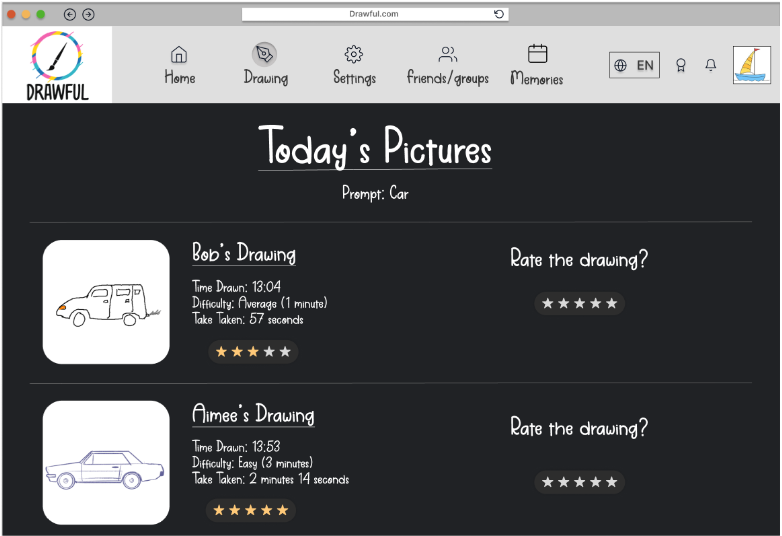 Drawful.com
DRAWFUL
Home
Drawing
Settings
Friends/groups
Memories
EN
Today's Pictures
Prompt: Car
Bob's Drawing
Time Drawn: 13:04
Difficulty: Average (1 minute)
Take Taken: 57 seconds
Rate the drawing?
Aimee's Drawing
Time Drawn: 13:53
Difficulty: Easy (3 minutes)
Take Taken: 2 minutes 14 seconds
Rate the drawing?